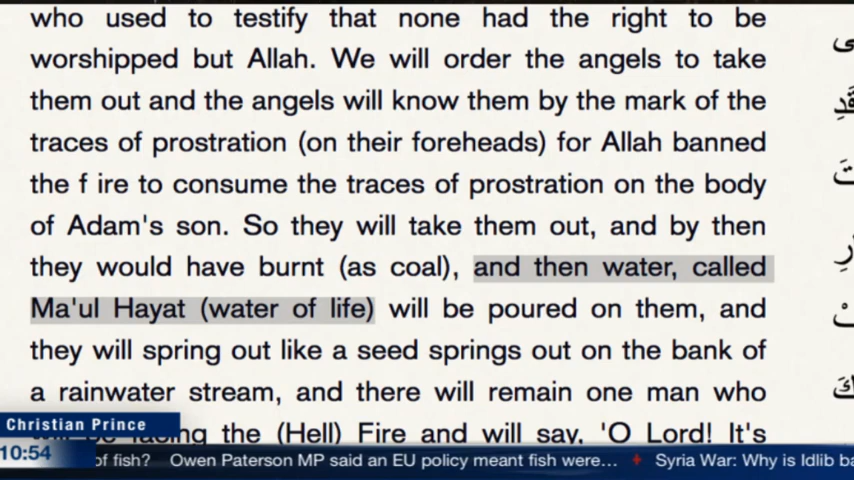 who used to testify that none had the right to be
worshipped but Allah. We will order the angels to take
them out and the angels will know them by the mark of the
traces of prostration (on their foreheads) for Allah banned
the f ire to consume the traces of prostration on the body
of Adam's son. So they will take them out, and by then
they would have burnt (as coal), and then water, called
Ma'ul Hayat (water of life) will be poured on them, and
they will spring out like a seed springs out on the bank of
a rainwater stream, and there will remain one man who
will be facing the (Hell) Fire and will say, 'O Lord! It's
Christian Prince
10:54 of fish? Owen Paterson MP said an EU policy meant fish were... Syria War: Why is Idlib ba